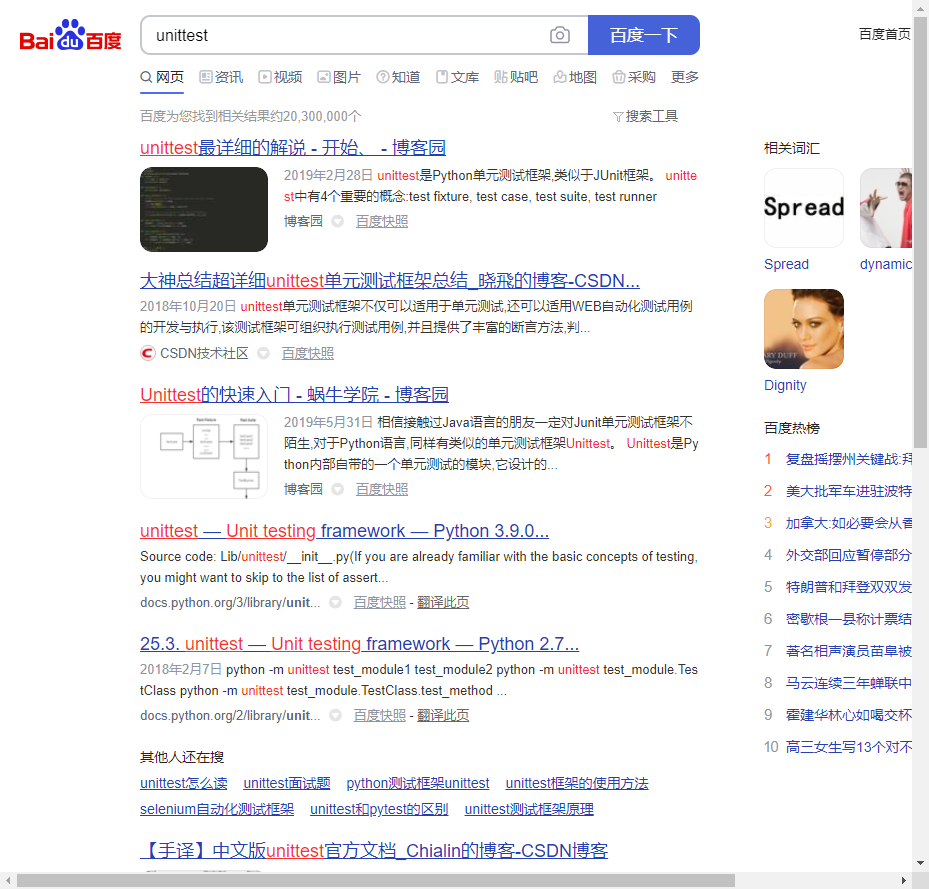 Bai du 百度
unittest
百度一下
百度首页
网页 资讯 视频 图片 知道 文库 贴吧 地图 采购 更多
百度为您找到相关结果约20,300,000个
搜索工具
unittest最详细的解说 - 开始、 - 博客园
2019年2月28日 unittest是Python单元测试框架,类似于JUnit框架。 unitte
st中有4个重要的概念:test fixture, test case, test suite, test runner
博客园 百度快照
大神总结超详细unittest单元测试框架总结_晓飛的博客-CSDN...
2018年10月20日 unittest单元测试框架不仅可以适用于单元测试,还可以适用WEB自动化测试用例
的开发与执行,该测试框架可组织执行测试用例,并且提供了丰富的断言方法,判...
CSDN技术社区 百度快照
Unittest的快速入门 - 蜗牛学院 - 博客园
2019年5月31日 相信接触过Java语言的朋友一定对Junit单元测试框架不
陌生,对于Python语言,同样有类似的单元测试框架Unittest。 Unittest是Py
thon内部自带的一个单元测试的模块,它设计的...
博客园 百度快照
unittest — Unit testing framework — Python 3.9.0...
Source code: Lib/unittest/__init__.py(If you are already familiar with the basic concepts of testing,
you might want to skip to the list of assert...
docs.python.org/3/library/unit... 百度快照 - 翻译此页
25.3. unittest — Unit testing framework — Python 2.7...
2018年2月7日 python -m unittest test_module1 test_module2 python -m unittest test_module.Tes
tClass python -m unittest test_module.TestClass.test_method ...
docs.python.org/2/library/unit... 百度快照 - 翻译此页
其他人还在搜
unittest怎么读 unittest面试题 python测试框架unittest unittest框架的使用方法
selenium自动化测试框架 unittest和pytest的区别 unittest测试框架原理
【手译】中文版unittest官方文档_Chialin的博客-CSDN博客
相关词汇
Spread
Spread dynamic
ARY DUFF
Dignity
百度热榜
1 复盘摇摆州关键战:拜
2 美大批军车进驻波特
3 加拿大:如必要会从香
4 外交部回应暂停部分
5 特朗普和拜登双双发
6 密歇根一县称计票结
7 著名相声演员苗阜被
8 马云连续三年蝉联中
9 霍建华林心如喝交杯
10 高三女生写13个对不